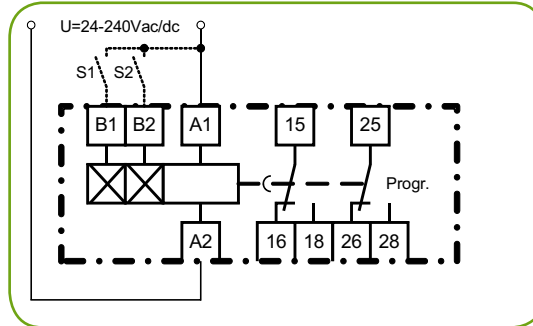 U=24-240Vac/dc
S1 S2
B1 B2 A1 15 25
Progr.
A2 16 18 26 28